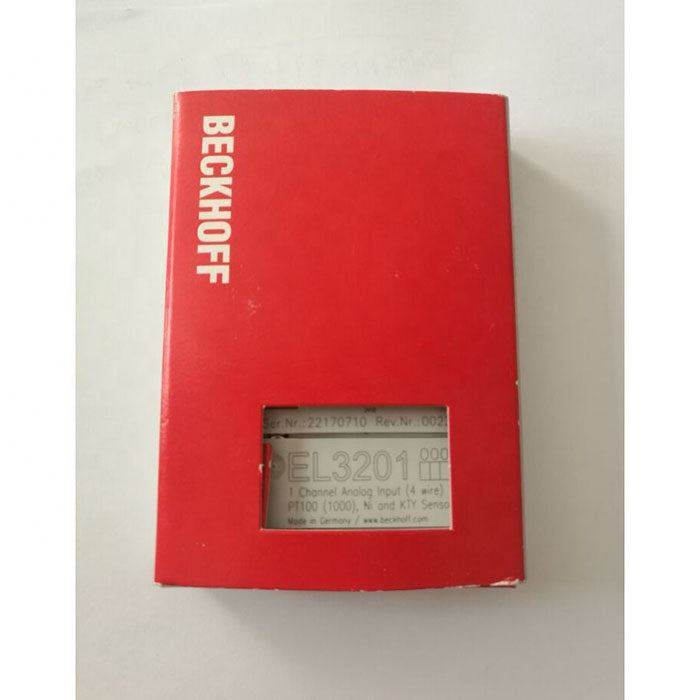 BECKHOFF
Ser.Nr.: 22170710 Rev.Nr.: 002
EL3201
1 Channel Analog Input (4 wire)
PT100 (1000), Ni and KTY Senso
Made in Germany / www.beckhoff.com